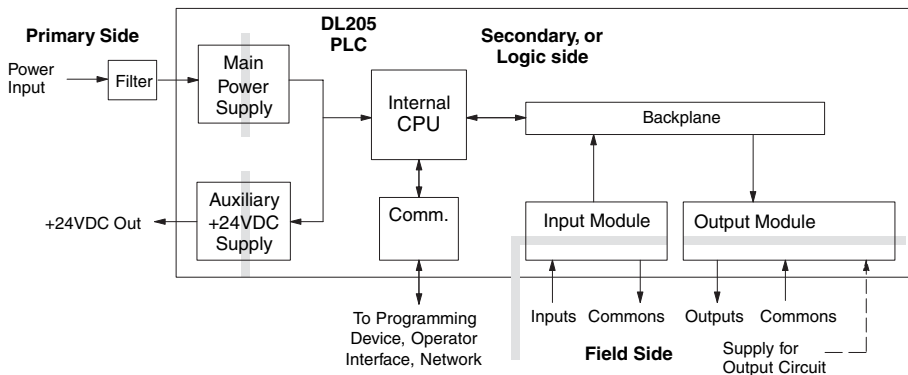 Primary Side
Power
Input
Filter
Main
Power
Supply
DL205
PLC
Secondary, or
Logic side
Internal
CPU
Backplane
+24VDC Out
Auxiliary
+24VDC
Supply
Comm.
Input Module
Output Module
To Programming
Device, Operator
Interface, Network
Inputs
Commons
Outputs
Commons
Field Side
Supply for
Output Circuit